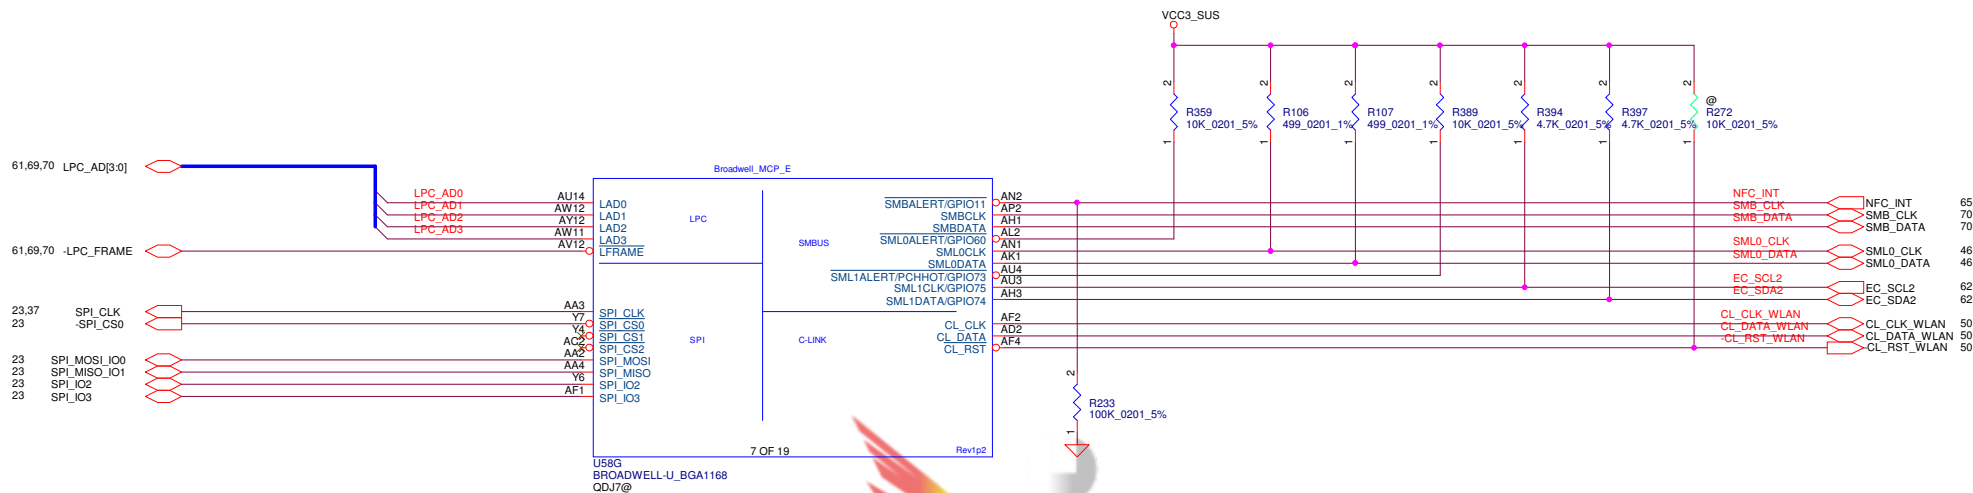 VCC3_SUS
2 2 2 2 2 2 2
@
R359 R106 R107 R389 R394 R397 R272
10K_0201_5% 499_0201_1% 499_0201_1% 10K_0201_5% 4.7K_0201_5% 4.7K_0201_5% 10K_0201_5%
1 1 1 1 1 1 1
61,69,70 LPC_AD[3:0]
Broadwell_MCP_E
LPC_AD0 AU14 LAD0
LPC_AD1 AW12 LAD1
LPC_AD2 AY12 LAD2
LPC_AD3 AW11 LAD3
61,69,70 -LPC_FRAME AV12 LFRAME
LPC
SMBUS
SMBALERT/GPIO11 AN2 NFC_INT NFC_INT 65
SMBCLK AP2 SMB_CLK SMB_CLK 70
SMBDATA AH1 SMB_DATA SMB_DATA 70
SML0ALERT/GPIO60 AL2
SML0CLK AN1 SML0_CLK SML0_CLK 46
SML0DATA AK1 SML0_DATA SML0_DATA 46
SML1ALERT/PCHHOT/GPIO73 AU4
SML1CLK/GPIO75 AU3 EC_SCL2 EC_SCL2 62
SML1DATA/GPIO74 AH3 EC_SDA2 EC_SDA2 62
23,37 SPI_CLK AA3 SPI_CLK
23 -SPI_CS0 Y7 SPI_CS0
Y4 SPI_CS1
AC2 SPI_CS2
23 SPI_MOSI_IO0 AA2 SPI_MOSI
23 SPI_MISO_IO1 AA4 SPI_MISO
23 SPI_IO2 Y6 SPI_IO2
23 SPI_IO3 AF1 SPI_IO3
SPI
C-LINK
CL_CLK AF2 CL_CLK_WLAN CL_CLK_WLAN 50
CL_DATA AD2 CL_DATA_WLAN CL_DATA_WLAN 50
CL_RST AF4 -CL_RST_WLAN -CL_RST_WLAN 50
2
R233
100K_0201_5%
1
7 OF 19
Rev1p2
U58G
BROADWELL-U_BGA1168
QDJ7@